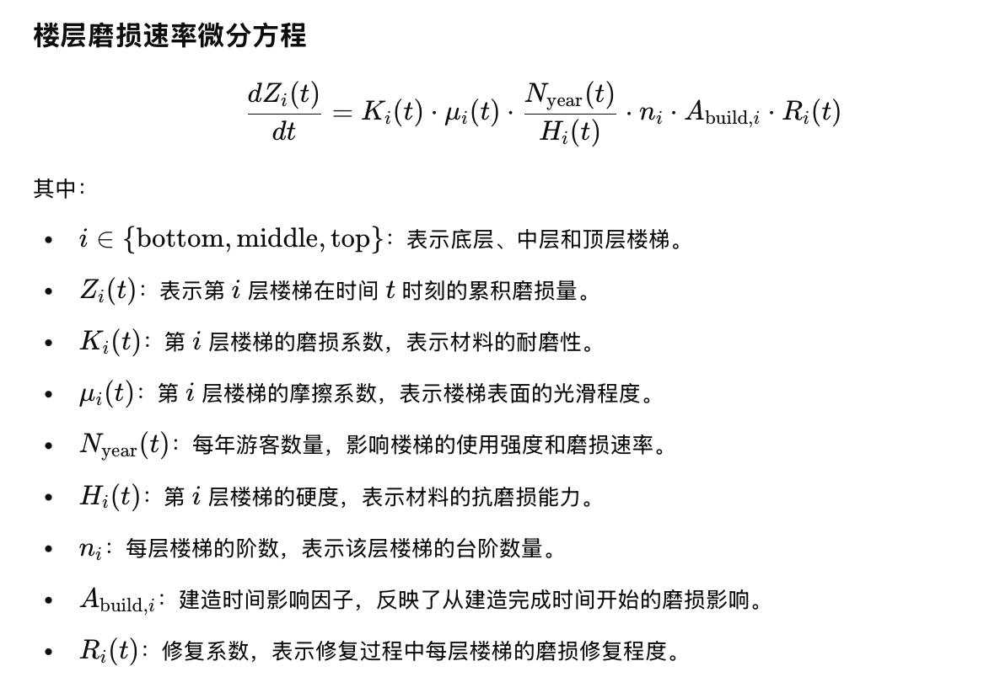 楼层磨损速率微分方程
$$\frac{dZ_i(t)}{dt} = K_i(t) \cdot \mu_i(t) \cdot \frac{N_{\text{year}}(t)}{H_i(t)} \cdot n_i \cdot A_{\text{build},i} \cdot R_i(t)$$
其中：
• $i \in \{\text{bottom}, \text{middle}, \text{top}\}$：表示底层、中层和顶层楼梯。
• $Z_i(t)$：表示第 $i$ 层楼梯在时间 $t$ 时刻的累积磨损量。
• $K_i(t)$：第 $i$ 层楼梯的磨损系数，表示材料的耐磨性。
• $\mu_i(t)$：第 $i$ 层楼梯的摩擦系数，表示楼梯表面的光滑程度。
• $N_{\text{year}}(t)$：每年游客数量，影响楼梯的使用强度和磨损速率。
• $H_i(t)$：第 $i$ 层楼梯的硬度，表示材料的抗磨损能力。
• $n_i$：每层楼梯的阶数，表示该层楼梯的台阶数量。
• $A_{\text{build},i}$：建造时间影响因子，反映了从建造完成时间开始的磨损影响。
• $R_i(t)$：修复系数，表示修复过程中每层楼梯的磨损修复程度。